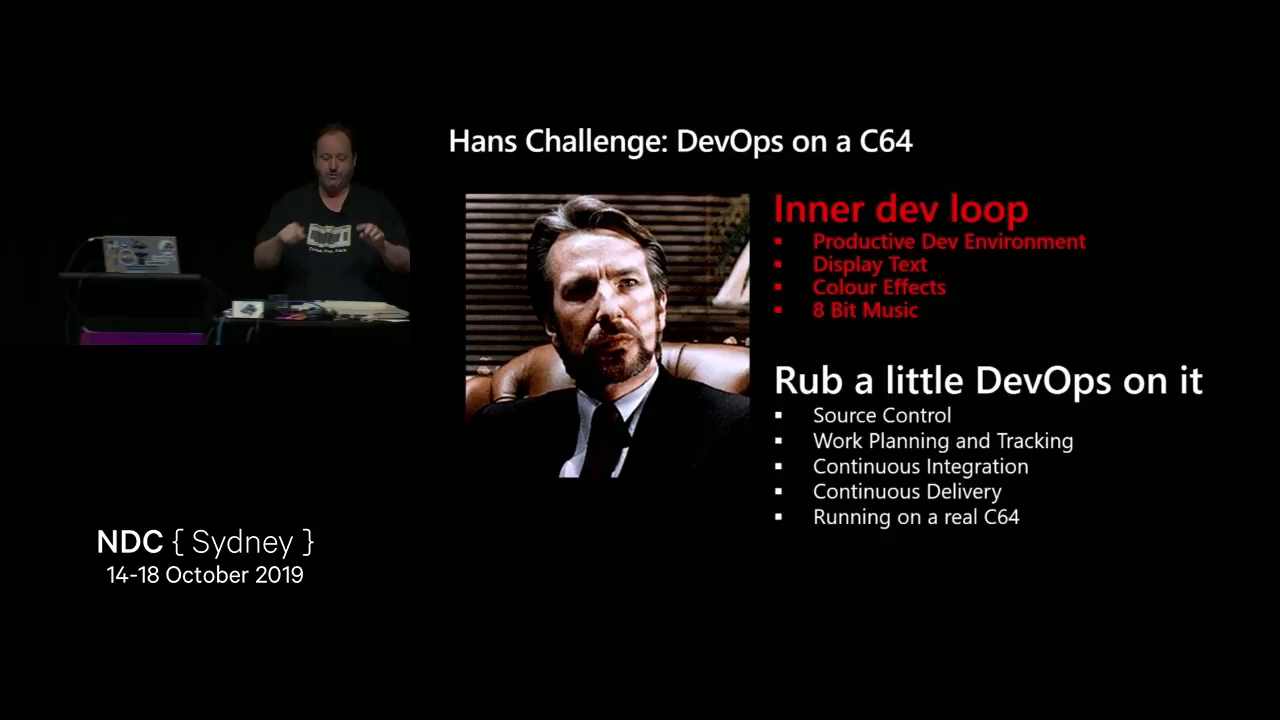 Hans Challenge: DevOps on a C64
Inner dev loop
▪ Productive Dev Environment
▪ Display Text
▪ Colour Effects
▪ 8 Bit Music
Rub a little DevOps on it
▪ Source Control
▪ Work Planning and Tracking
▪ Continuous Integration
▪ Continuous Delivery
▪ Running on a real C64
NDC { Sydney }
14-18 October 2019